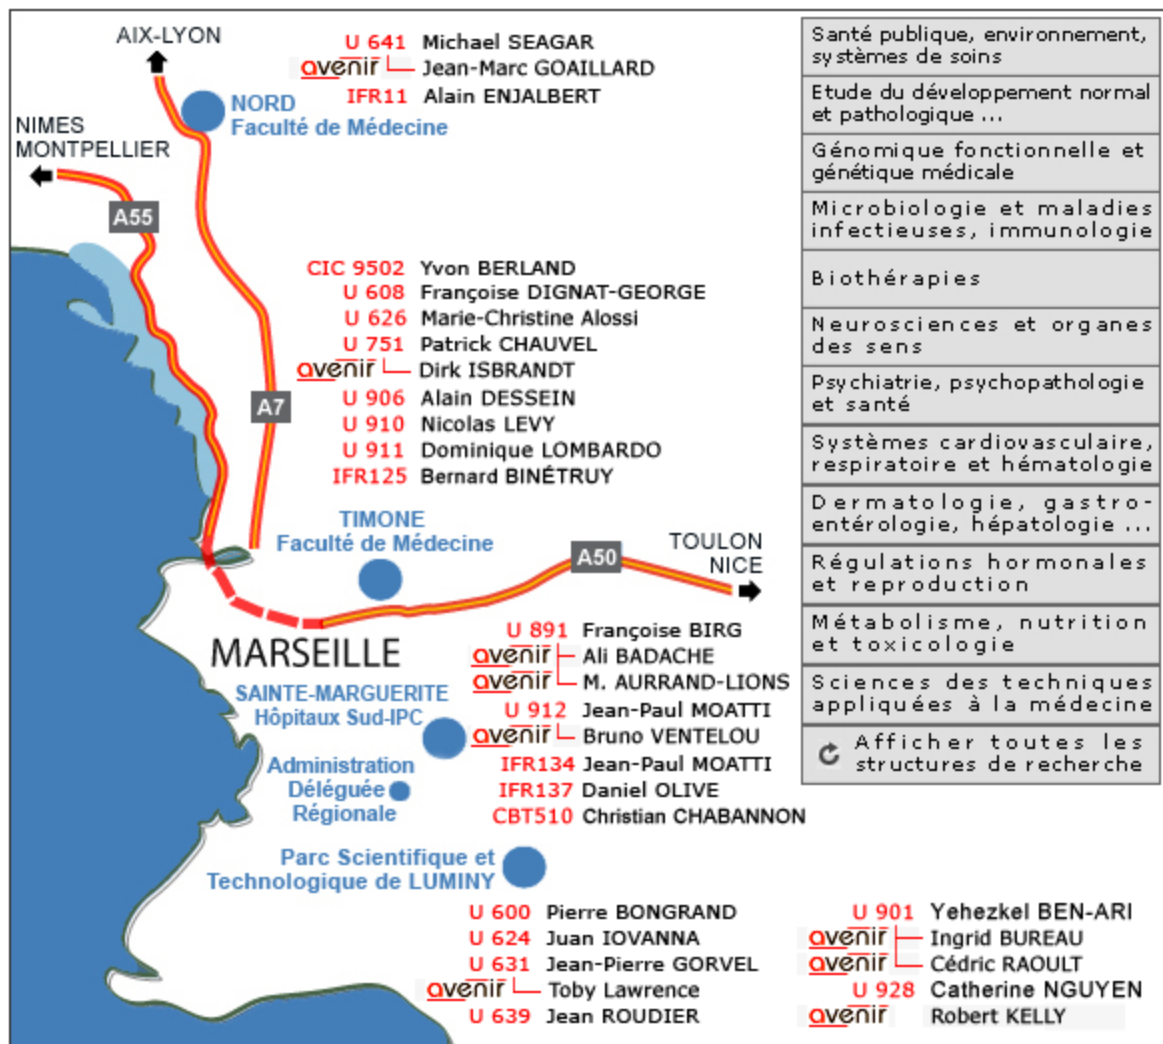 AIX-LYON
NIMES
MONTPELLIER
A55
NORD
Faculté de Médecine
U 641 Michael SEAGAR
avenir Jean-Marc GOAILLARD
IFR11 Alain ENJALBERT
A7
CIC 9502 Yvon BERLAND
U 608 Françoise DIGNAT-GEORGE
U 626 Marie-Christine Alossi
U 751 Patrick CHAUVEL
avenir Dirk ISBRANDT
U 906 Alain DESSEIN
U 910 Nicolas LEVY
U 911 Dominique LOMBARDO
IFR125 Bernard BINÉTRUY
TIMONE
Faculté de Médecine
A50
TOULON
NICE
MARSEILLE
U 891 Françoise BIRG
avenir Ali BADACHE
avenir M. AURRAND-LIONS
U 912 Jean-Paul MOATTI
avenir Bruno VENTELOU
IFR134 Jean-Paul MOATTI
IFR137 Daniel OLIVE
CBT510 Christian CHABANNON
SAINTE-MARGUERITE
Hôpitaux Sud-IPC
Administration
Déléguée
Régionale
Parc Scientifique et
Technologique de LUMINY
U 600 Pierre BONGRAND
U 624 Juan IOVANNA
U 631 Jean-Pierre GORVEL
avenir Toby Lawrence
U 639 Jean ROUDIER
U 901 Yehezkel BEN-ARI
avenir Ingrid BUREAU
avenir Cédric RAOULT
U 928 Catherine NGUYEN
avenir Robert KELLY
Santé publique, environnement,
systèmes de soins
Etude du développement normal
et pathologique ...
Génomique fonctionnelle et
génétique médicale
Microbiologie et maladies
infectieuses, immunologie
Biothérapies
Neurosciences et organes
des sens
Psychiatrie, psychopathologie
et santé
Systèmes cardiovasculaire,
respiratoire et hématologie
Dermatologie, gastro-
entérologie, hépatologie ...
Régulations hormonales
et reproduction
Métabolisme, nutrition
et toxicologie
Sciences des techniques
appliquées à la médecine
Afficher toutes les
structures de recherche